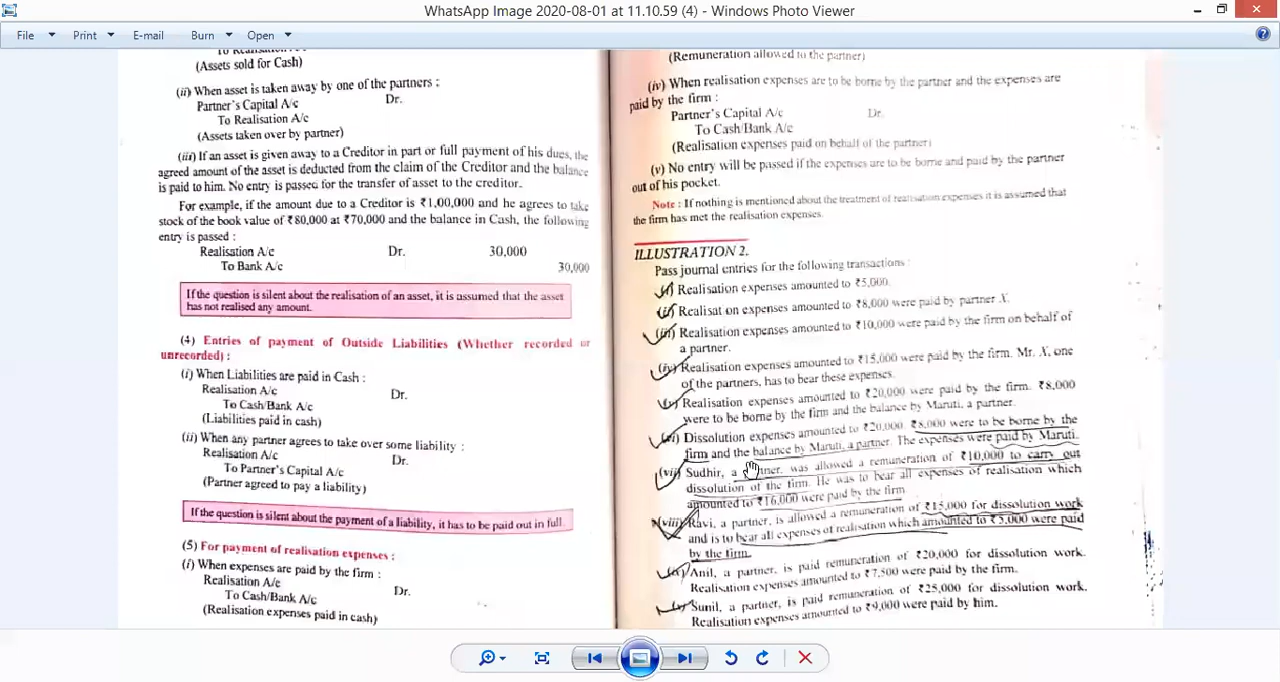 WhatsApp Image 2020-08-01 at 11.10.59 (4) - Windows Photo Viewer
File Print E-mail Burn Open
(Assets sold for Cash)
(ii) When asset is taken away by one of the partners :
Partner's Capital A/c Dr.
To Realisation A/c
(Assets taken over by partner)
(iii) If an asset is given away to a Creditor in part or full payment of his dues, the
agreed amount of the asset is deducted from the claim of the Creditor and the balance
is paid to him. No entry is passed for the transfer of asset to the creditor.
For example, if the amount due to a Creditor is ₹1,00,000 and he agrees to take
stock of the book value of ₹80,000 at ₹70,000 and the balance in Cash, the following
entry is passed :
Realisation A/c Dr. 30,000
To Bank A/c 30,000
If the question is silent about the realisation of an asset, it is assumed that the asset
has not realised any amount.
(4) Entries of payment of Outside Liabilities (Whether recorded or
unrecorded) :
(i) When Liabilities are paid in Cash :
Realisation A/c Dr.
To Cash/Bank A/c
(Liabilities paid in cash)
(ii) When any partner agrees to take over some liability :
Realisation A/c Dr.
To Partner's Capital A/c
(Partner agreed to pay a liability)
If the question is silent about the payment of a liability, it has to be paid out in full.
(5) For payment of realisation expenses :
(i) When expenses are paid by the firm :
Realisation A/c Dr.
To Cash/Bank A/c
(Realisation expenses paid in cash)
(Remuneration allowed to the partner)
(iv) When realisation expenses are to be borne by the partner and the expenses are
paid by the firm :
Partner's Capital A/c Dr.
To Cash/Bank A/c
(Realisation expenses paid on behalf of the partner)
(v) No entry will be passed if the expenses are to be borne and paid by the partner
out of his pocket.
Note : If nothing is mentioned about the treatment of realisation expenses it is assumed that
the firm has met the realisation expenses.
ILLUSTRATION 2.
Pass journal entries for the following transactions :
(i) Realisation expenses amounted to ₹5,000.
(ii) Realisation expenses amounted to ₹8,000 were paid by partner X.
(iii) Realisation expenses amounted to ₹10,000 were paid by the firm on behalf of
a partner.
(iv) Realisation expenses amounted to ₹15,000 were paid by the firm. Mr. X, one
of the partners, has to bear these expenses.
(v) Realisation expenses amounted to ₹20,000 were paid by the firm. ₹8,000
were to be borne by the firm and the balance by Maruti, a partner.
(vi) Dissolution expenses amounted to ₹20,000. ₹8,000 were to be borne by the
firm and the balance by Maruti, a partner. The expenses were paid by Maruti.
(vii) Sudhir, a partner, was allowed a remuneration of ₹10,000 to carry out
dissolution of the firm. He was to bear all expenses of realisation which
amounted to ₹16,000 were paid by the firm
(viii) Ravi, a partner, is allowed a remuneration of ₹15,000 for dissolution work
and is to bear all expenses of realisation which amounted to ₹5,000 were paid
by the firm.
(ix) Anil, a partner, is paid remuneration of ₹20,000 for dissolution work.
Realisation expenses amounted to ₹7,500 were paid by the firm.
(x) Sunil, a partner, is paid remuneration of ₹25,000 for dissolution work.
Realisation expenses amounted to ₹9,000 were paid by him.